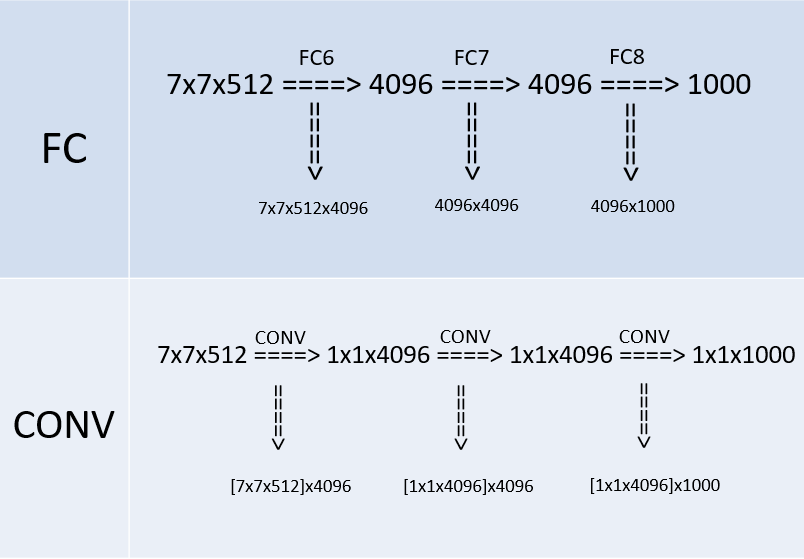 FC
FC6 FC7 FC8
7x7x512 ====> 4096 ====> 4096 ====> 1000
7x7x512x4096 4096x4096 4096x1000
CONV
CONV CONV CONV
7x7x512 ====> 1x1x4096 ====> 1x1x4096 ====> 1x1x1000
[7x7x512]x4096 [1x1x4096]x4096 [1x1x4096]x1000